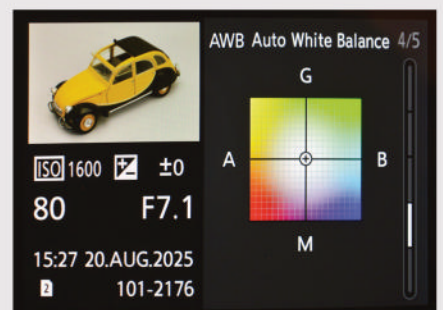 AWB Auto White Balance 4/5
G
A
B
M
ISO 1600 ±0
80 F7.1
15:27 20.AUG.2025
2 101-2176